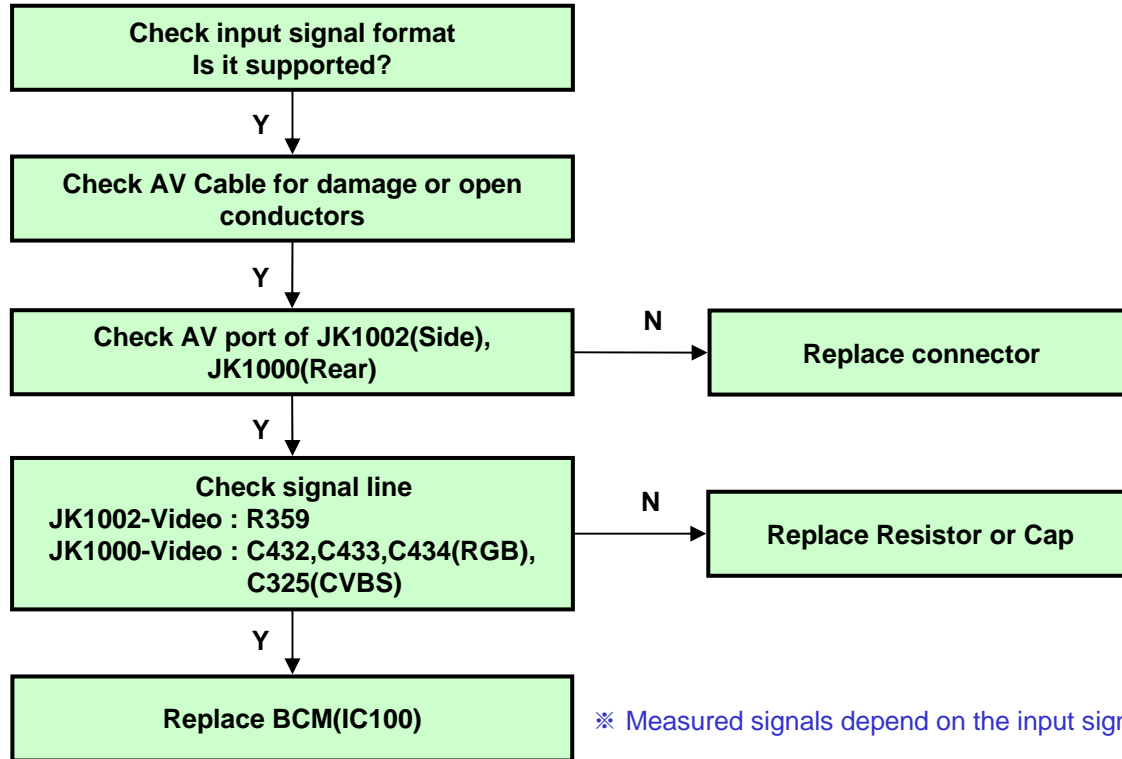 Check input signal format
Is it supported?
Y
Check AV Cable for damage or open
conductors
Y
Check AV port of JK1002(Side),
JK1000(Rear)
N
Replace connector
Y
Check signal line
JK1002-Video : R359
JK1000-Video : C432,C433,C434(RGB),
C325(CVBS)
N
Replace Resistor or Cap
Y
Replace BCM(IC100)
※ Measured signals depend on the input